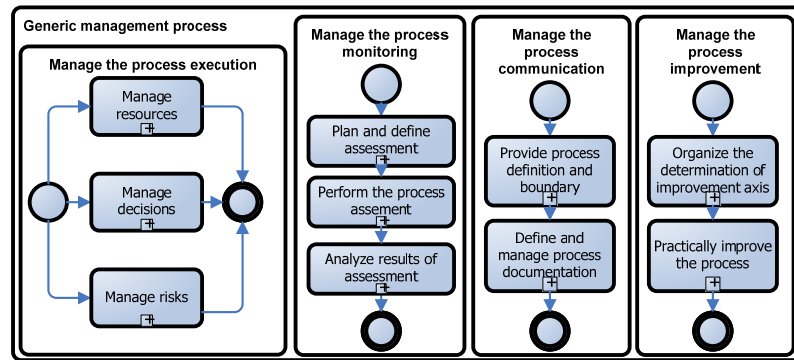 Generic management process
Manage the process execution
Manage
resources
Manage
decisions
Manage risks
Manage the process
monitoring
Plan and define
assessment
Perform the process
assement
Analyze results of
assessment
Manage the
process
communication
Provide process
definition and
boundary
Define and
manage process
documentation
Manage the
process
improvement
Organize the
determination of
improvement axis
Practically improve
the process